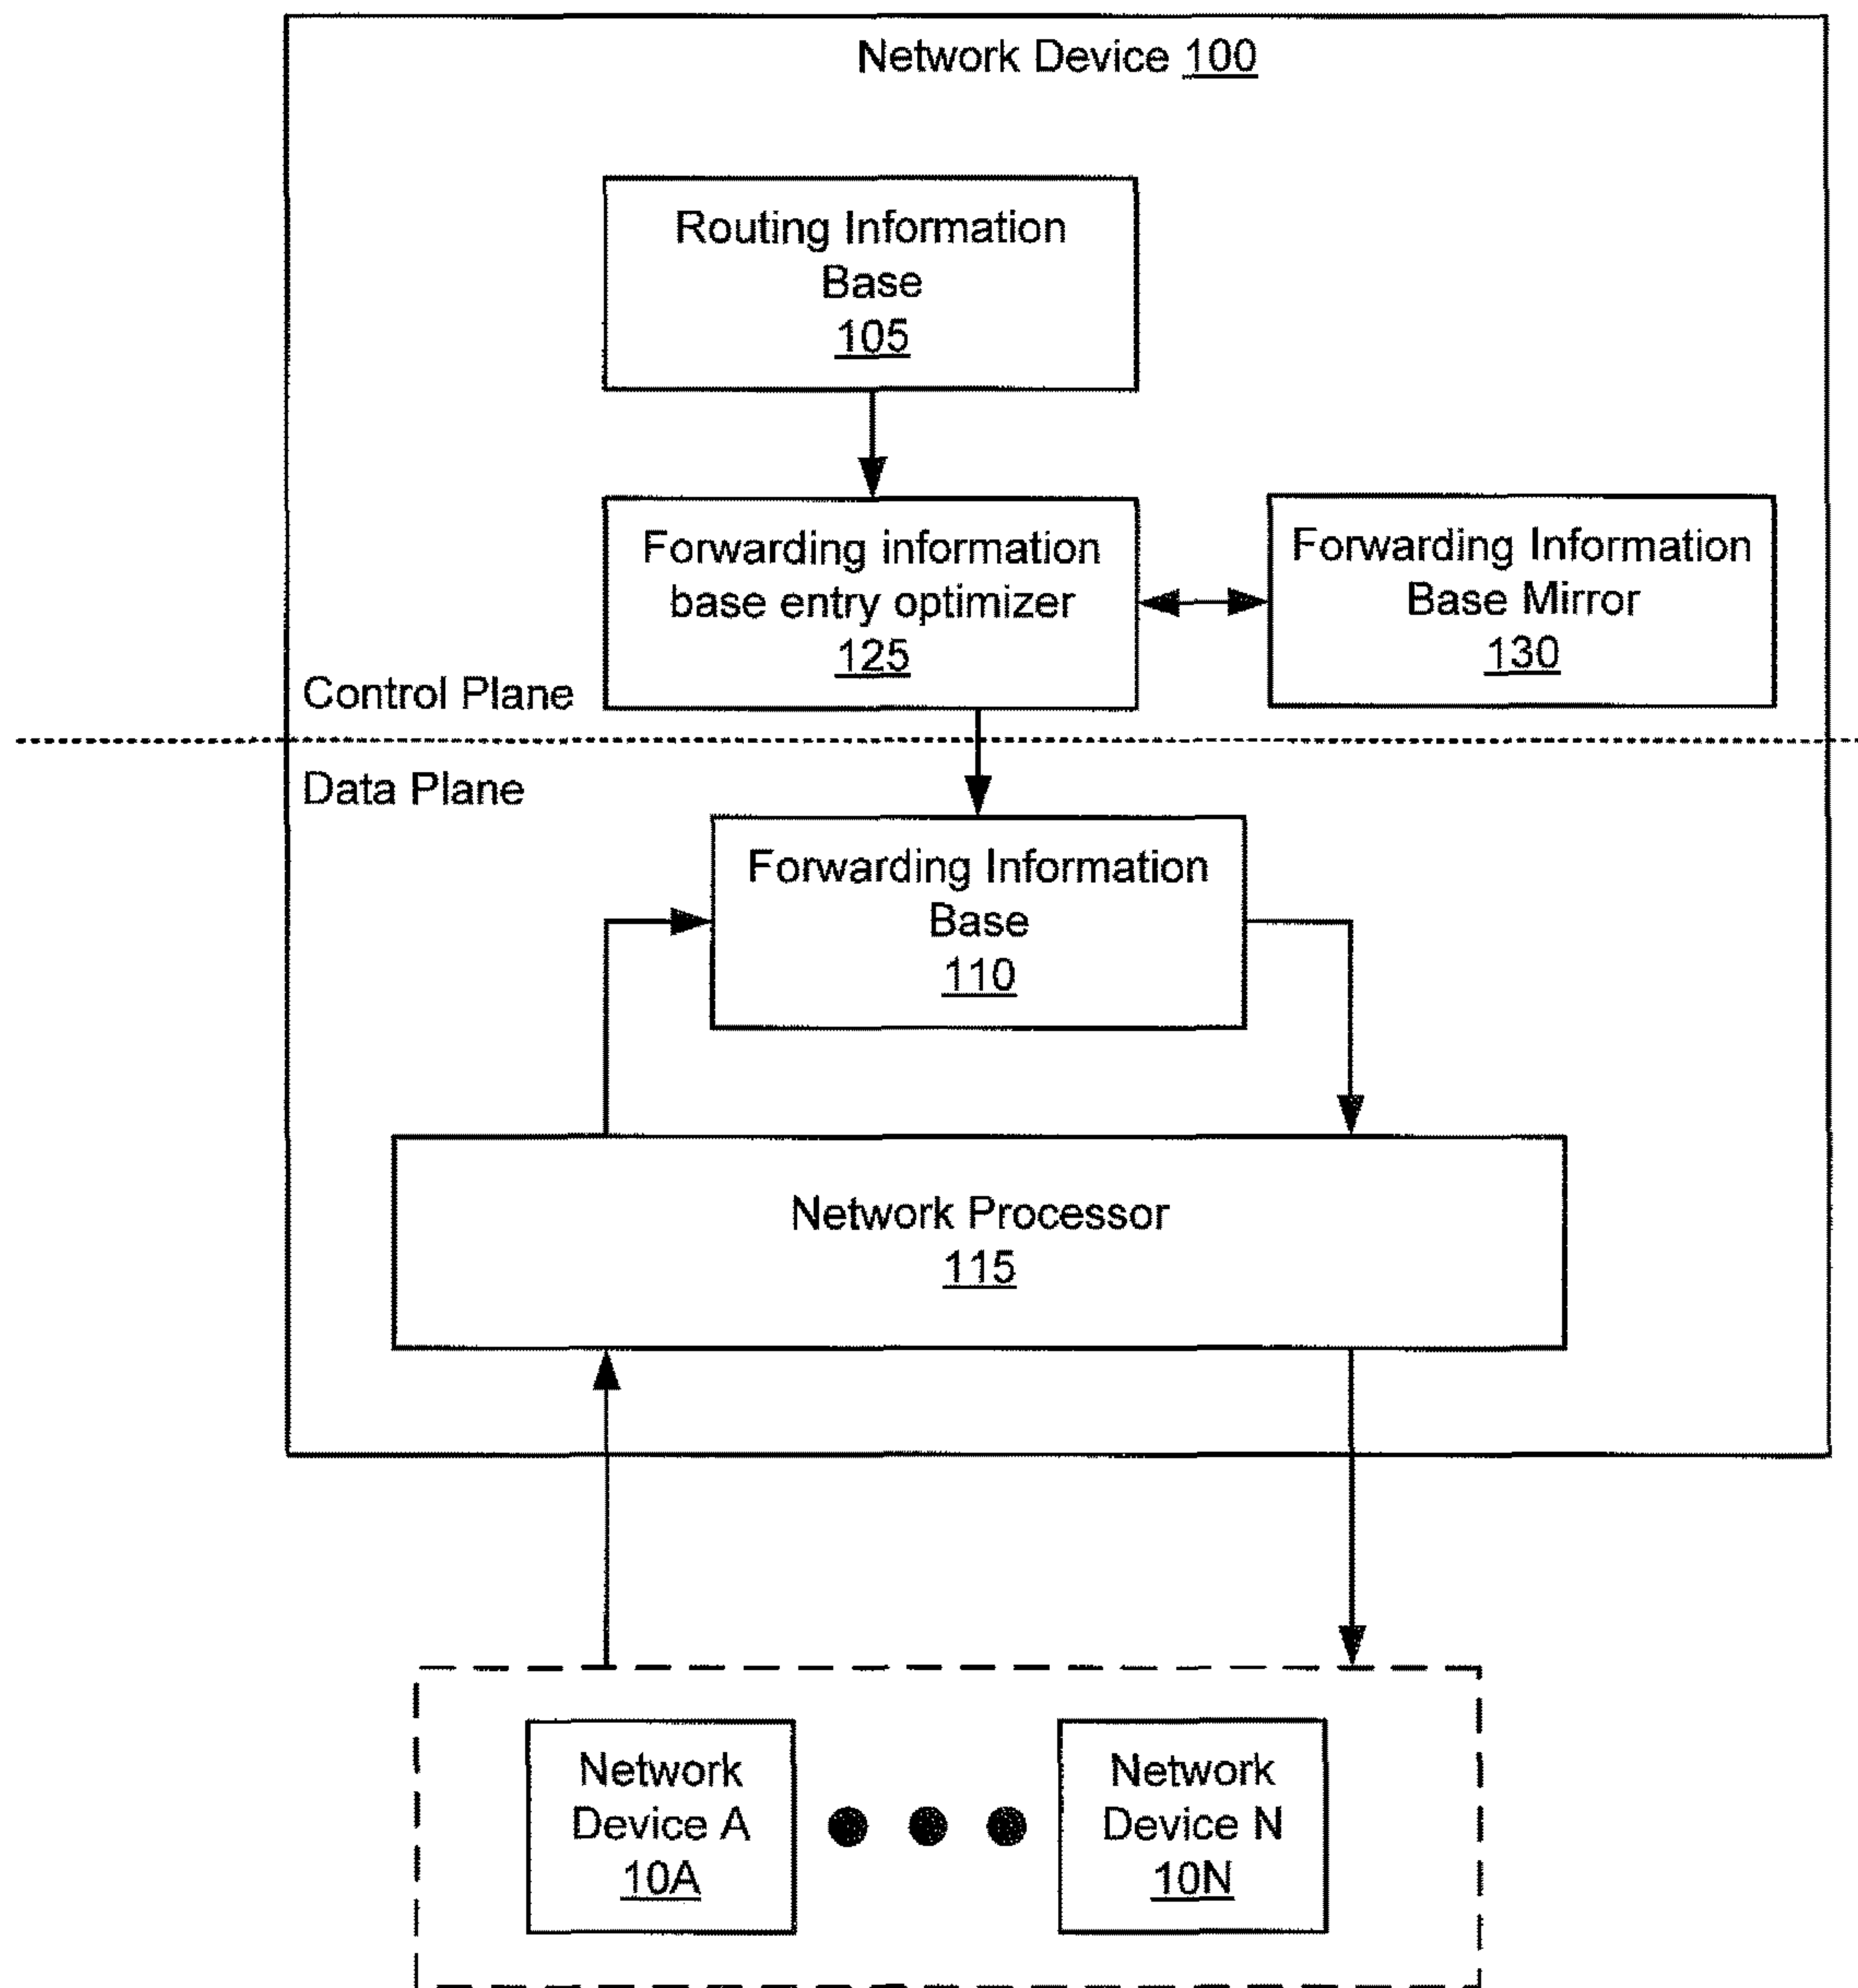 Network Device 100
Routing Information
Base
105
Forwarding information
base entry optimizer
125
Forwarding Information
Base Mirror
130
Control Plane
Data Plane
Forwarding Information
Base
110
Network Processor
115
Network
Device A
10A
Network
Device N
10N